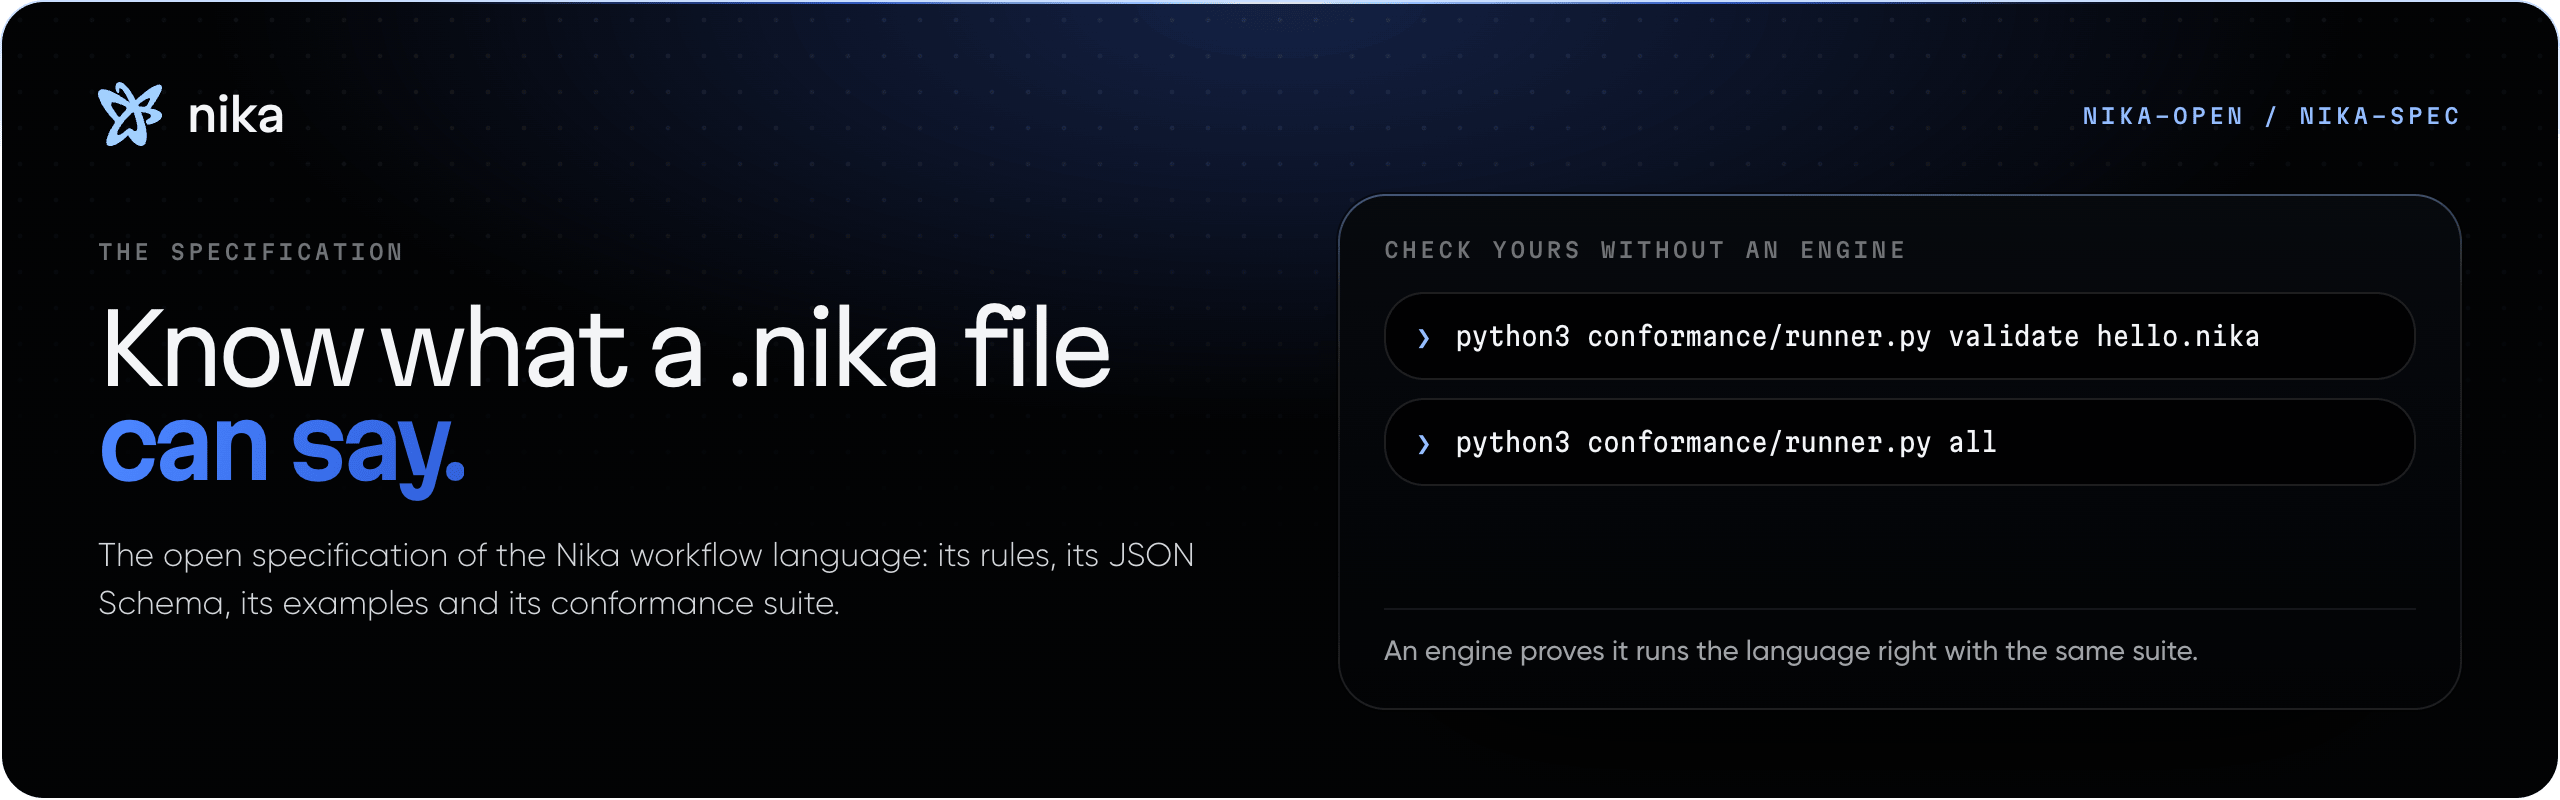 nika
NIKA-OPEN / NIKA-SPEC
THE SPECIFICATION
Know what a .nika file
can say.
The open specification of the Nika workflow language: its rules, its JSON
Schema, its examples and its conformance suite.
CHECK YOURS WITHOUT AN ENGINE
❯ python3 conformance/runner.py validate hello.nika
❯ python3 conformance/runner.py all
An engine proves it runs the language right with the same suite.